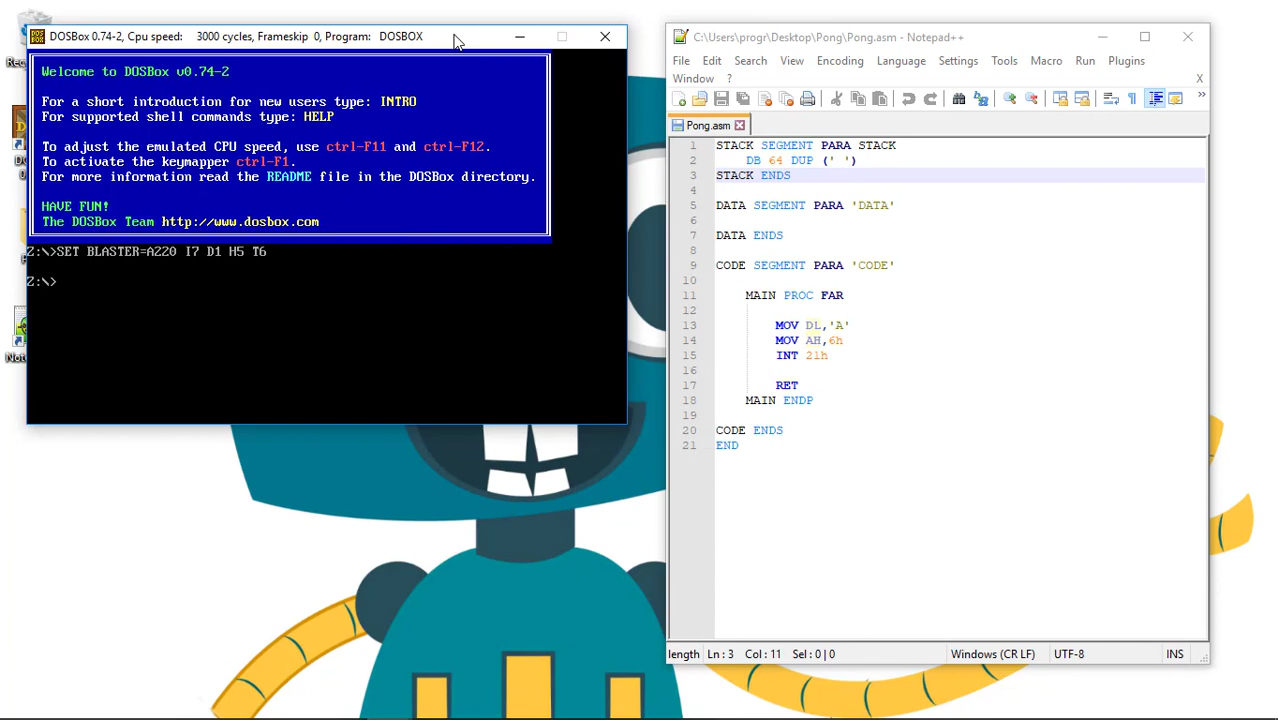 Rec
DO
0.
P
Not
DOSBox 0.74-2, Cpu speed: 3000 cycles, Frameskip 0, Program: DOSBOX
Welcome to DOSBox v0.74-2
For a short introduction for new users type: INTRO
For supported shell commands type: HELP
To adjust the emulated CPU speed, use ctrl-F11 and ctrl-F12.
To activate the keymapper ctrl-F1.
For more information read the README file in the DOSBox directory.
HAVE FUN!
The DOSBox Team http://www.dosbox.com
Z:\>SET BLASTER=A220 I7 D1 H5 T6
Z:\>
C:\Users\progr\Desktop\Pong\Pong.asm - Notepad++
File Edit Search View Encoding Language Settings Tools Macro Run Plugins
Window ? X
Pong.asm
1 STACK SEGMENT PARA STACK
2 DB 64 DUP (' ')
3 STACK ENDS
4
5 DATA SEGMENT PARA 'DATA'
6
7 DATA ENDS
8
9 CODE SEGMENT PARA 'CODE'
10
11 MAIN PROC FAR
12
13 MOV DL,'A'
14 MOV AH,6h
15 INT 21h
16
17 RET
18 MAIN ENDP
19
20 CODE ENDS
21 END
length Ln : 3 Col : 11 Sel : 0 | 0 Windows (CR LF) UTF-8 INS